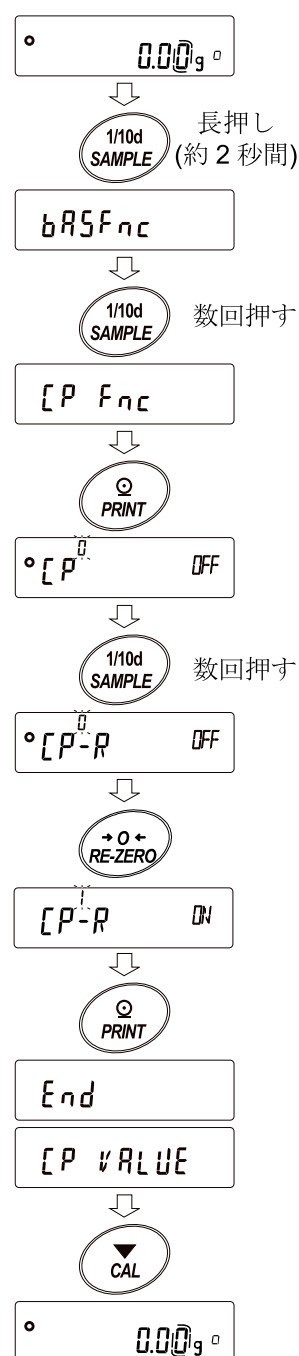 0.00g
1/10d
SAMPLE
長押し
(約2秒間)
bASFnc
1/10d
SAMPLE
数回押す
CP Fnc
PRINT
0
CP OFF
1/10d
SAMPLE
数回押す
0
CP-R OFF
→0←
RE-ZERO
1
CP-R ON
PRINT
End
CP VALUE
CAL
0.00g